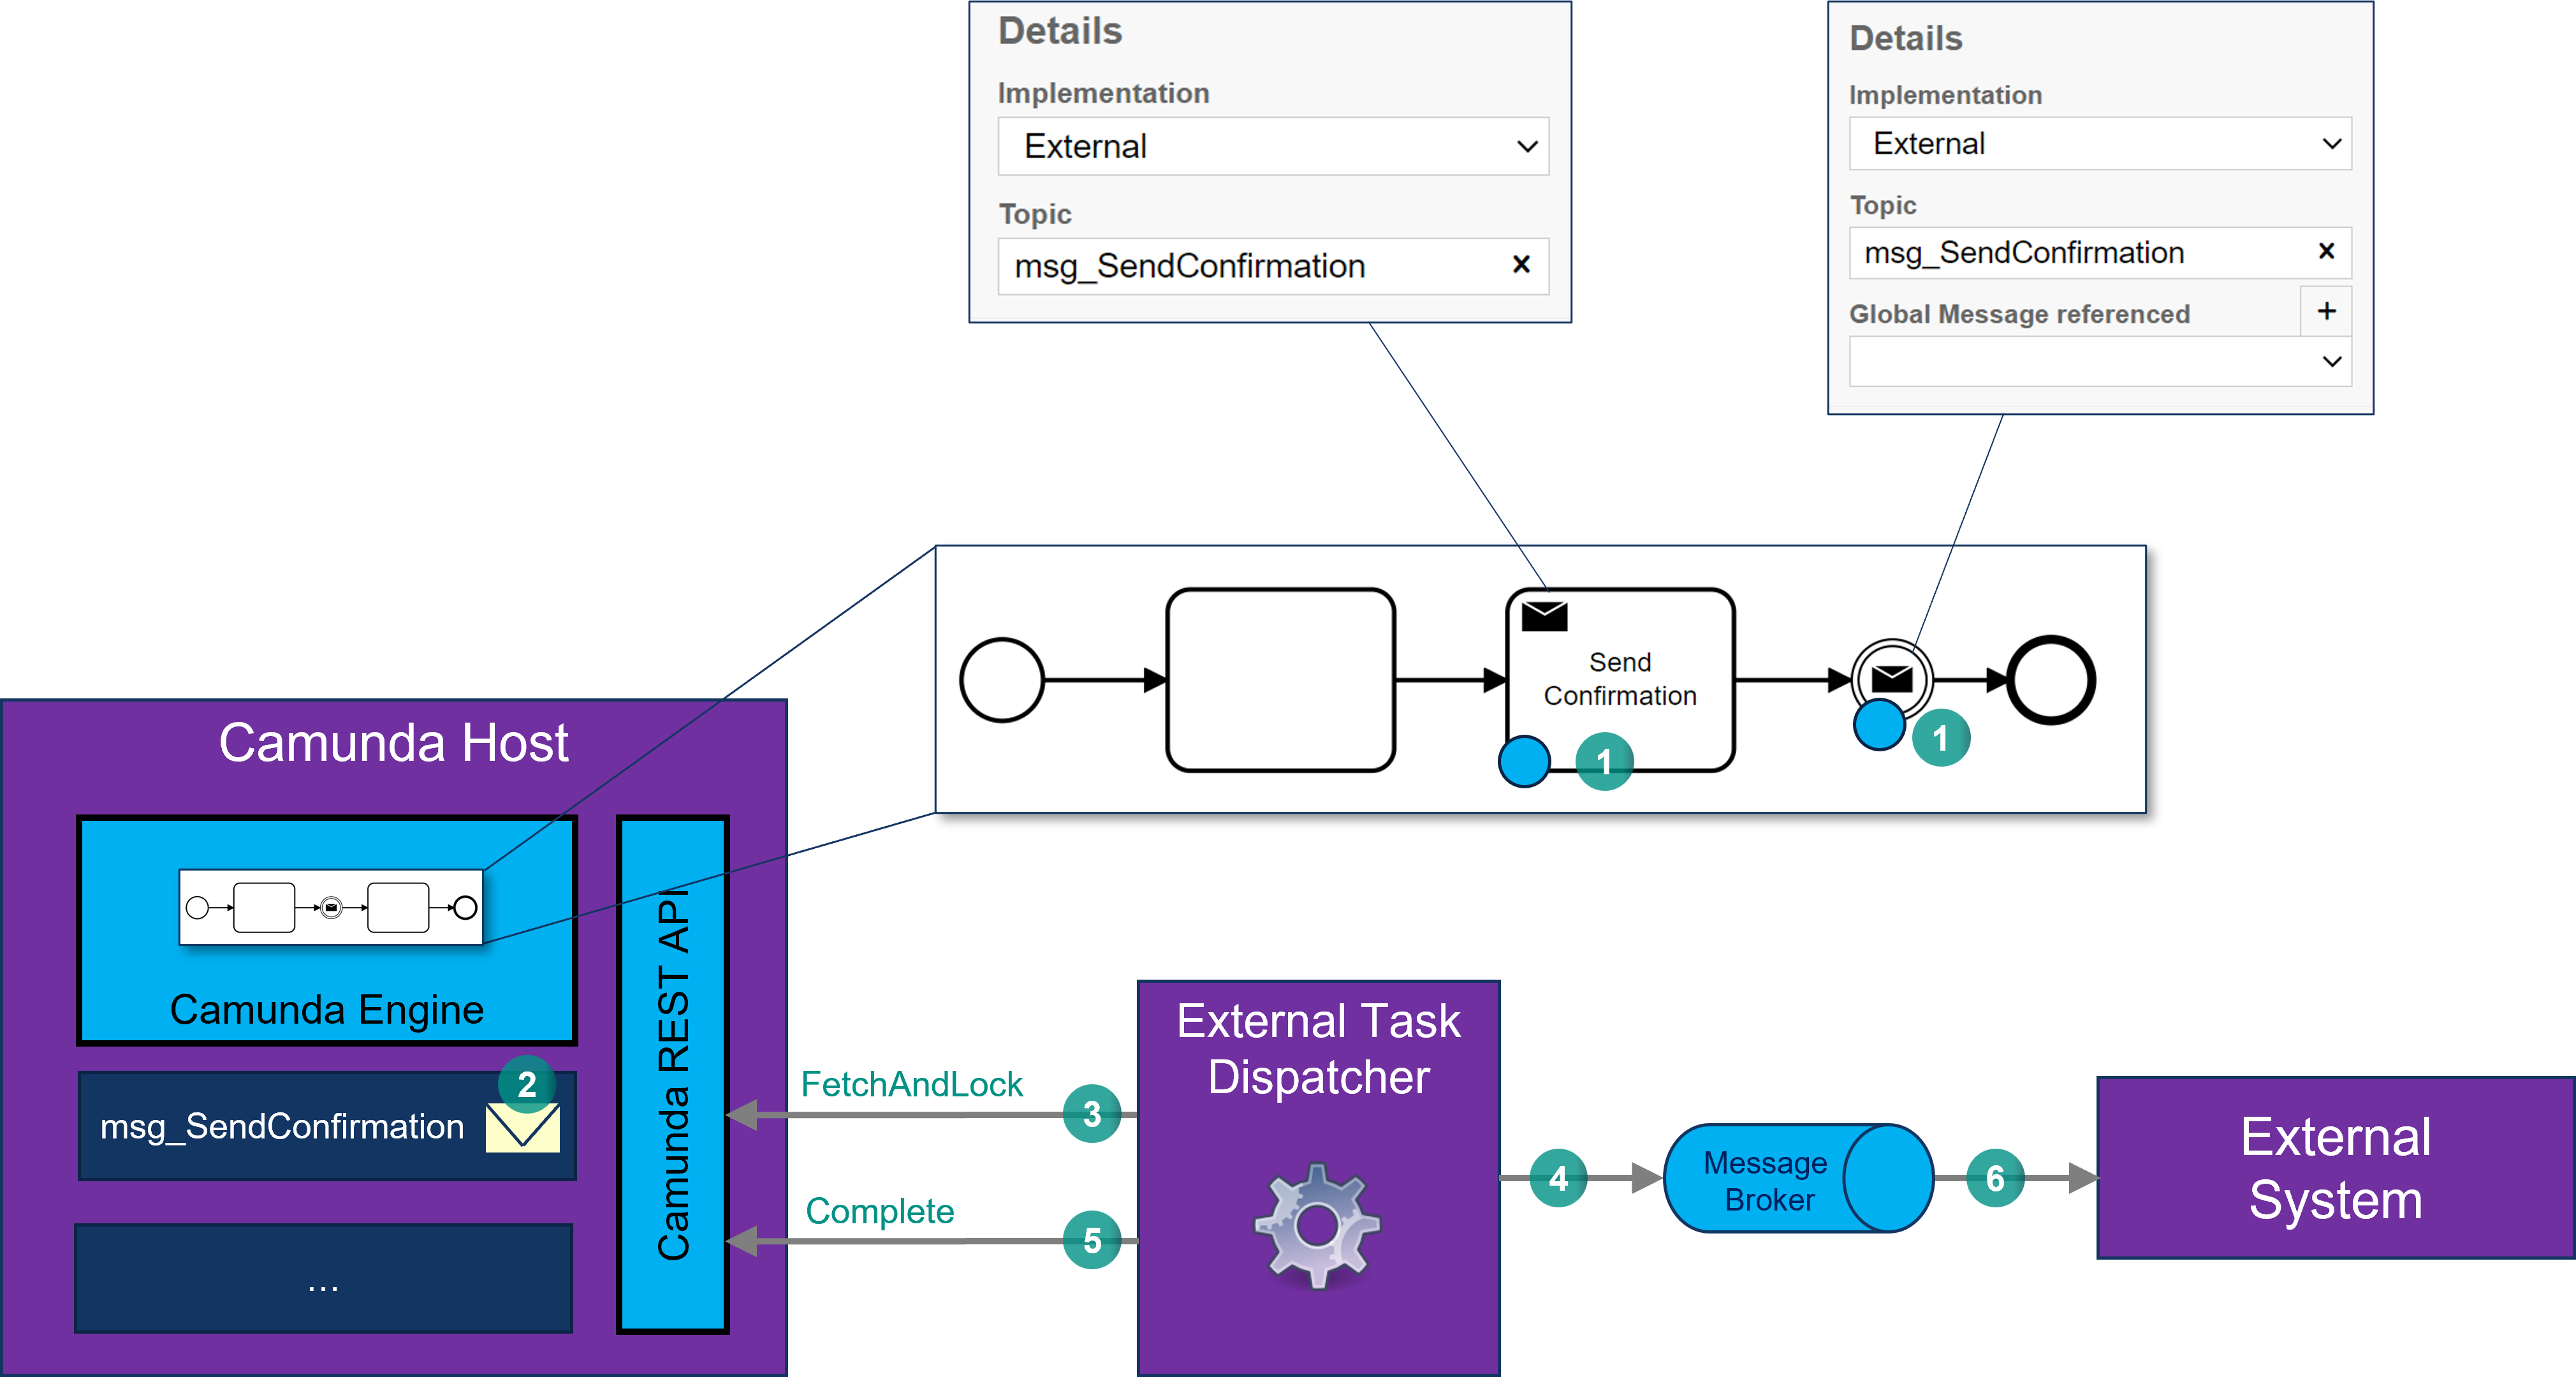 Details
Implementation
External
Topic
msg_SendConfirmation
Details
Implementation
External
Topic
msg_SendConfirmation
Global Message referenced
+
Send
Confirmation
1
1
Camunda Host
Camunda Engine
Camunda REST API
2
msg_SendConfirmation
...
FetchAndLock
3
Complete
5
External Task
Dispatcher
4
Message
Broker
6
External
System